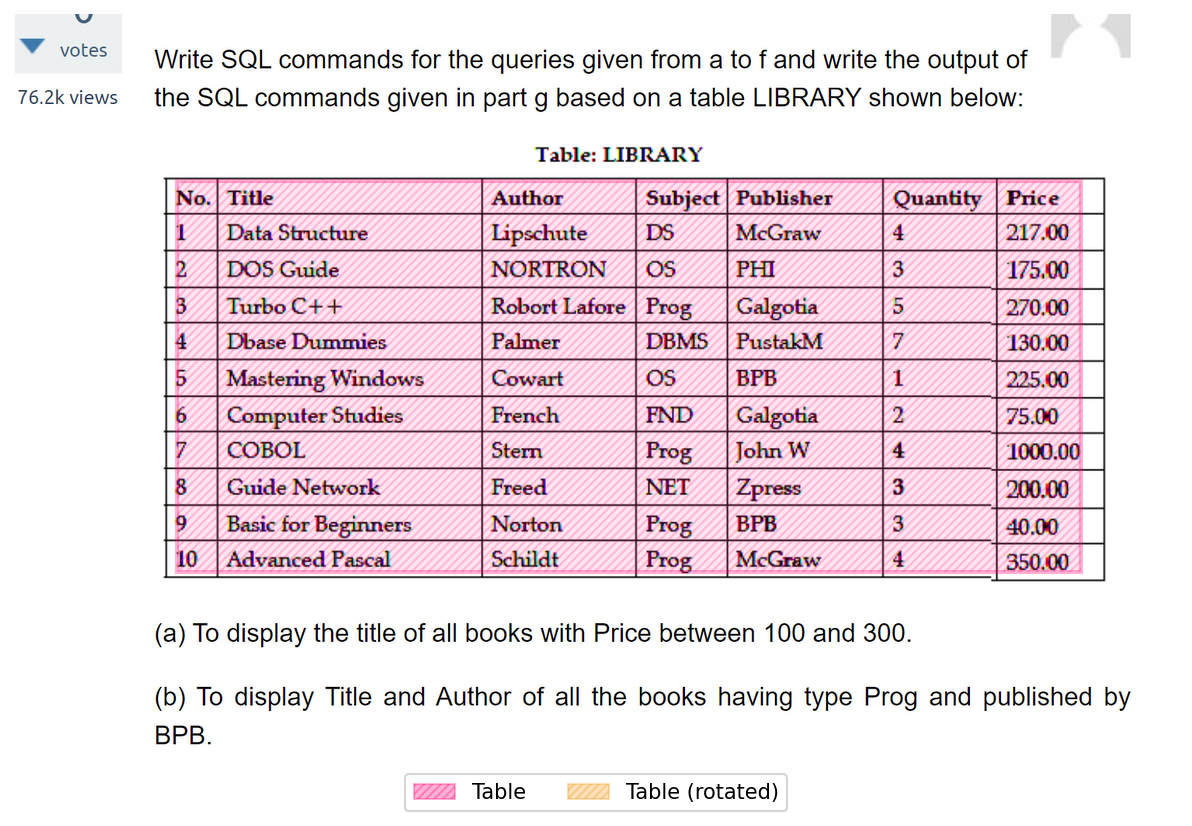 votes
76.2k views
Write SQL commands for the queries given from a to f and write the output of
the SQL commands given in part g based on a table LIBRARY shown below:
Table: LIBRARY
No. Title Author Subject Publisher Quantity Price
1 Data Structure Lipschute DS McGraw 4 217.00
2 DOS Guide NORTRON OS PHI 3 175.00
3 Turbo C++ Robort Lafore Prog Galgotia 5 270.00
4 Dbase Dummies Palmer DBMS PustakM 7 130.00
5 Mastering Windows Cowart OS BPB 1 225.00
6 Computer Studies French FND Galgotia 2 75.00
7 COBOL Stern Prog John W 4 1000.00
8 Guide Network Freed NET Zpress 3 200.00
9 Basic for Beginners Norton Prog BPB 3 40.00
10 Advanced Pascal Schildt Prog McGraw 4 350.00
(a) To display the title of all books with Price between 100 and 300.
(b) To display Title and Author of all the books having type Prog and published by
BPB.
Table Table (rotated)